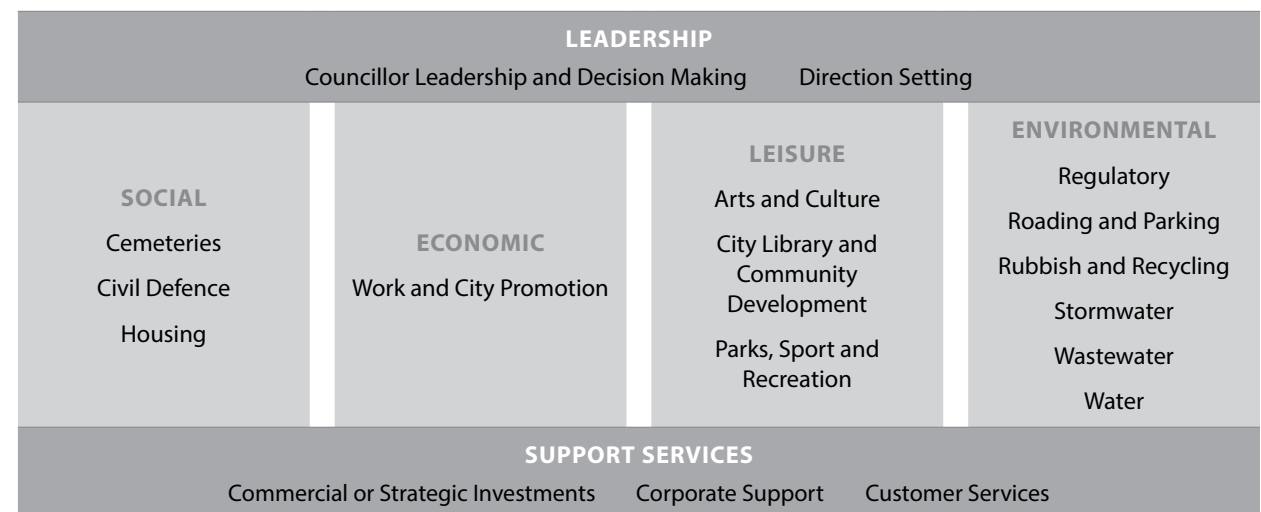 LEADERSHIP
Councillor Leadership and Decision Making Direction Setting
SOCIAL
Cemeteries
Civil Defence
Housing
ECONOMIC
Work and City Promotion
LEISURE
Arts and Culture
City Library and
Community
Development
Parks, Sport and
Recreation
ENVIRONMENTAL
Regulatory
Roading and Parking
Rubbish and Recycling
Stormwater
Wastewater
Water
SUPPORT SERVICES
Commercial or Strategic Investments Corporate Support Customer Services